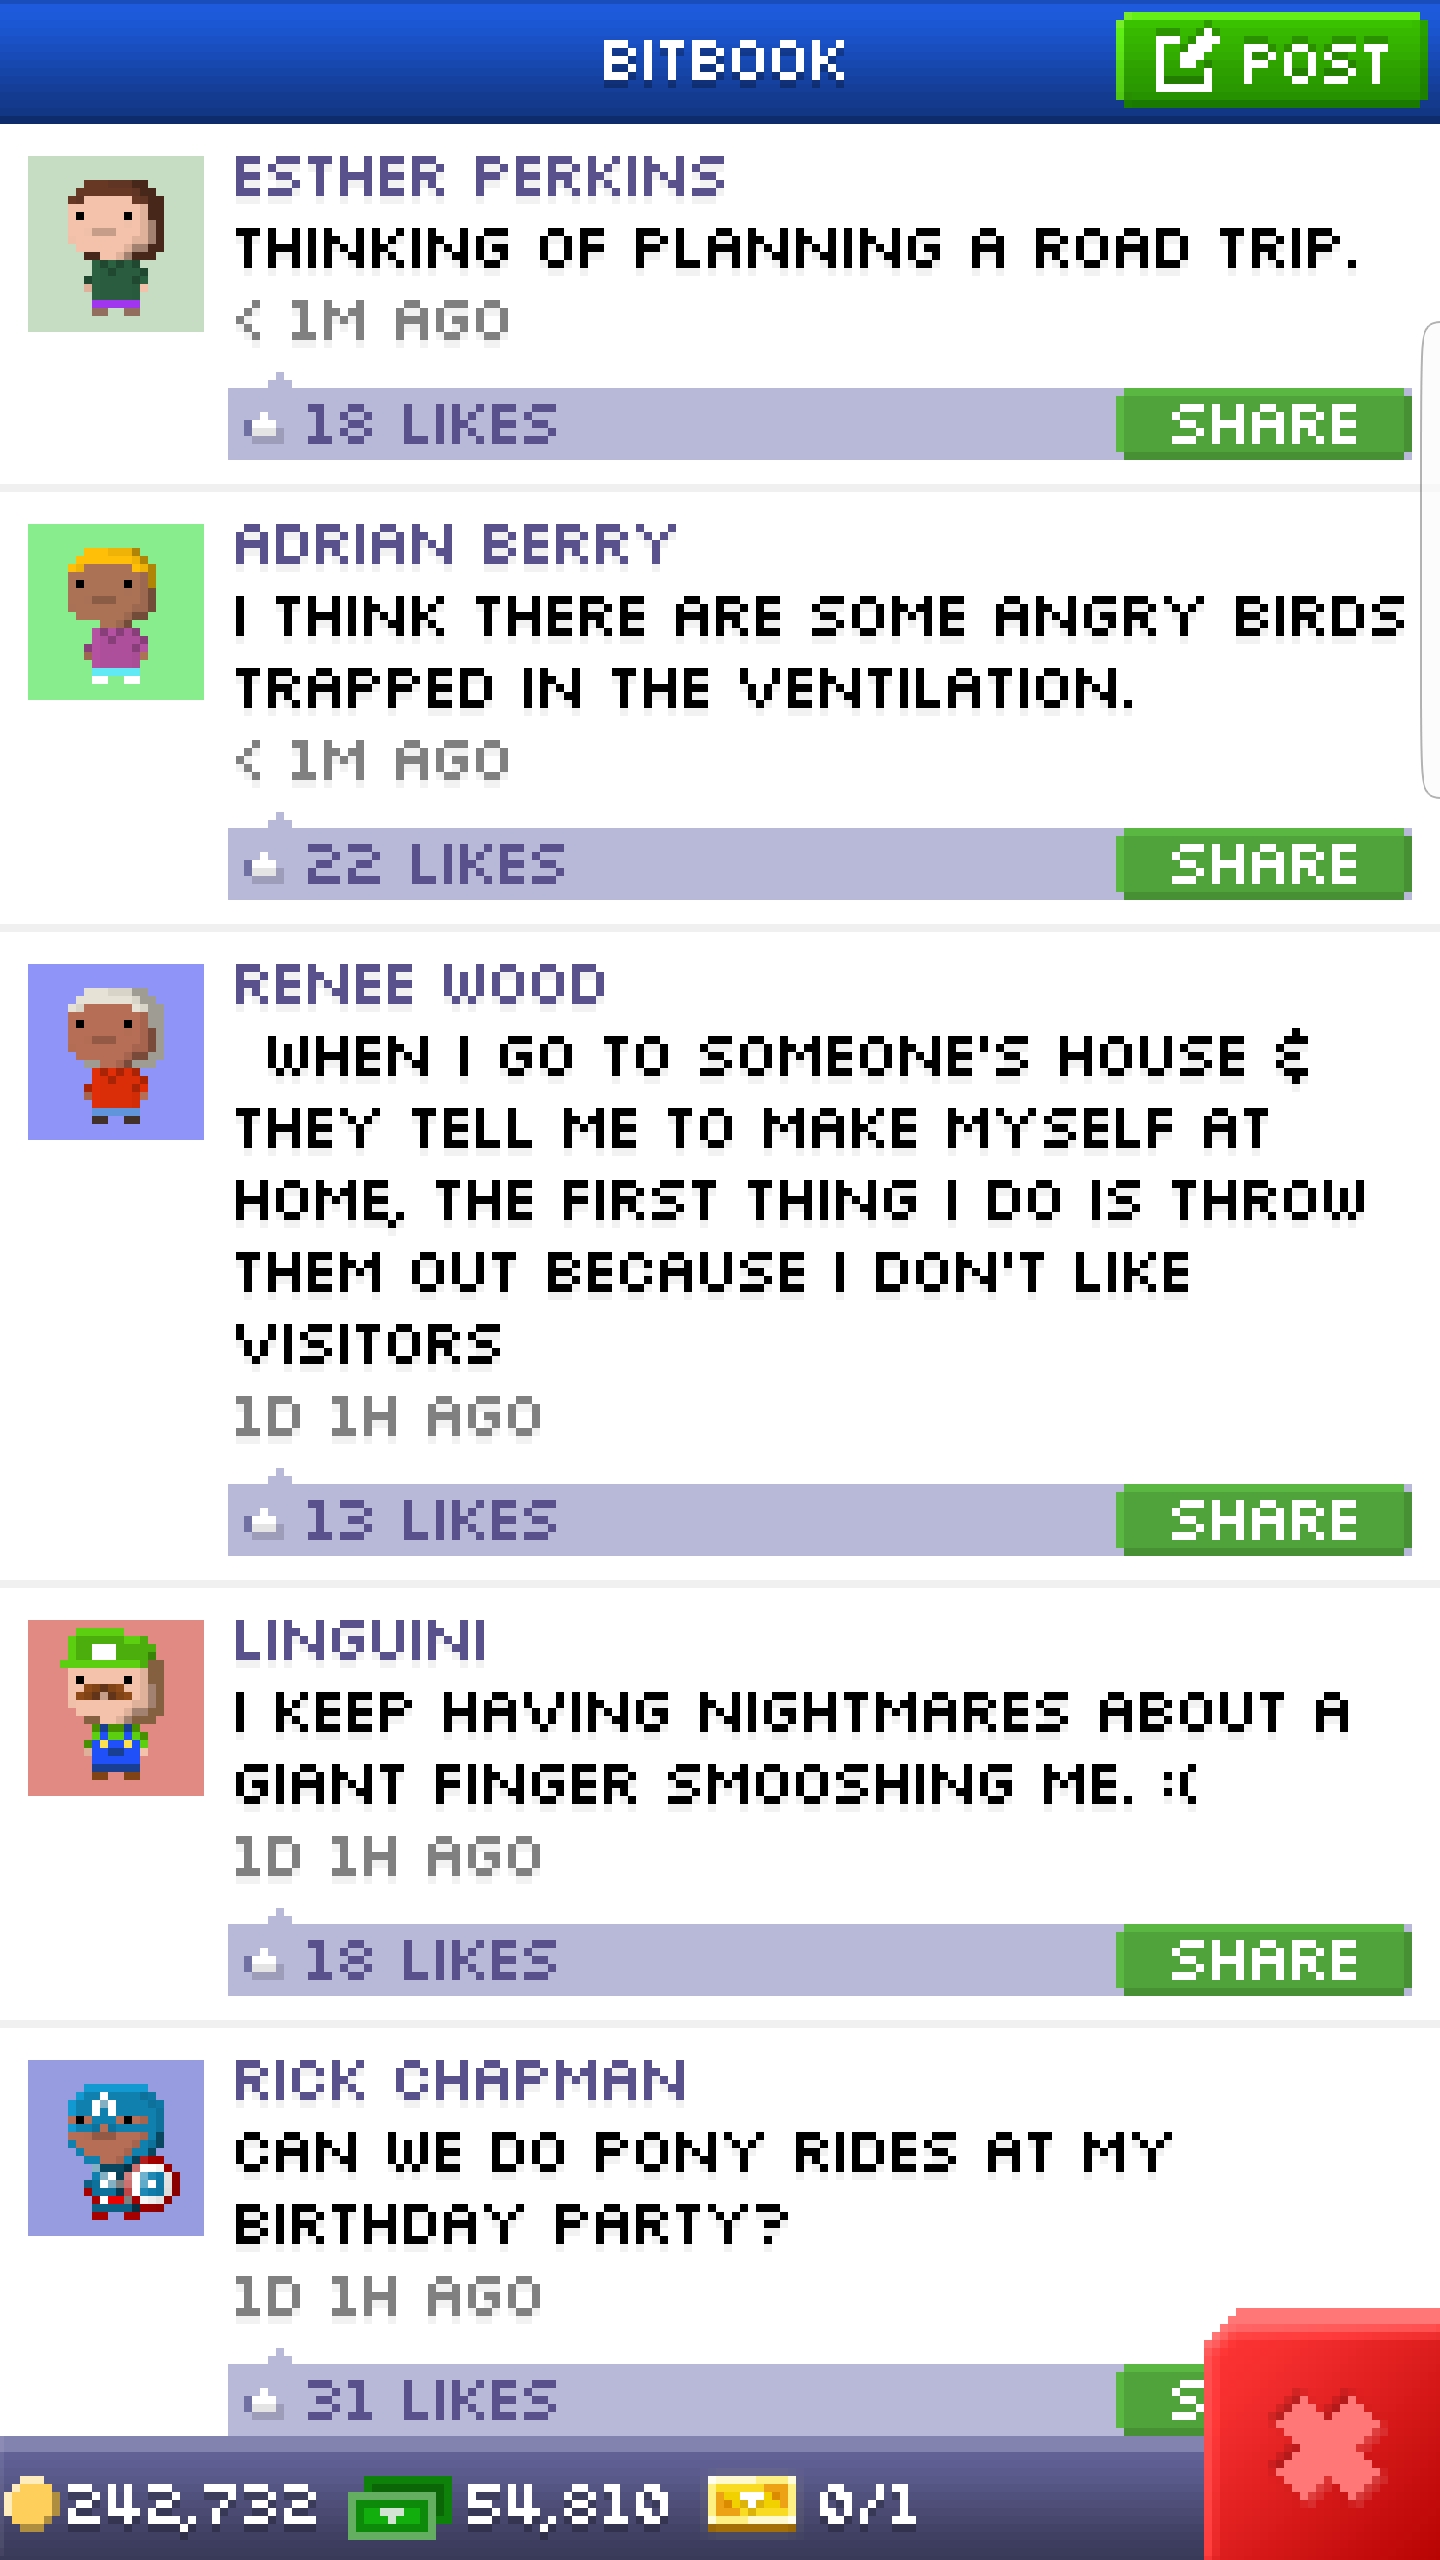 BITBOOK
POST
ESTHER PERKINS
THINKING OF PLANNING A ROAD TRIP.
< 1M AGO
18 LIKES
SHARE
ADRIAN BERRY
I THINK THERE ARE SOME ANGRY BIRDS
TRAPPED IN THE VENTILATION.
< 1M AGO
22 LIKES
SHARE
RENEE WOOD
WHEN I GO TO SOMEONE'S HOUSE &
THEY TELL ME TO MAKE MYSELF AT
HOME, THE FIRST THING I DO IS THROW
THEM OUT BECAUSE I DON'T LIKE
VISITORS
1D 1H AGO
13 LIKES
SHARE
LINGUINI
I KEEP HAVING NIGHTMARES ABOUT A
GIANT FINGER SMOOSHING ME. :(
1D 1H AGO
18 LIKES
SHARE
RICK CHAPMAN
CAN WE DO PONY RIDES AT MY
BIRTHDAY PARTY?
1D 1H AGO
31 LIKES
S
242,732
54,810
0/1